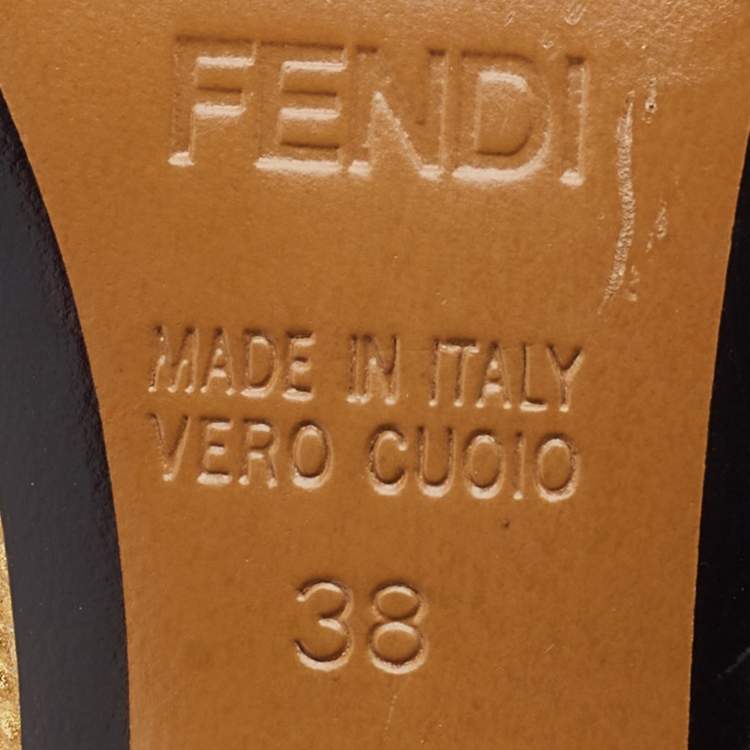 FENDI
MADE IN ITALY
VERO CUOIO
38